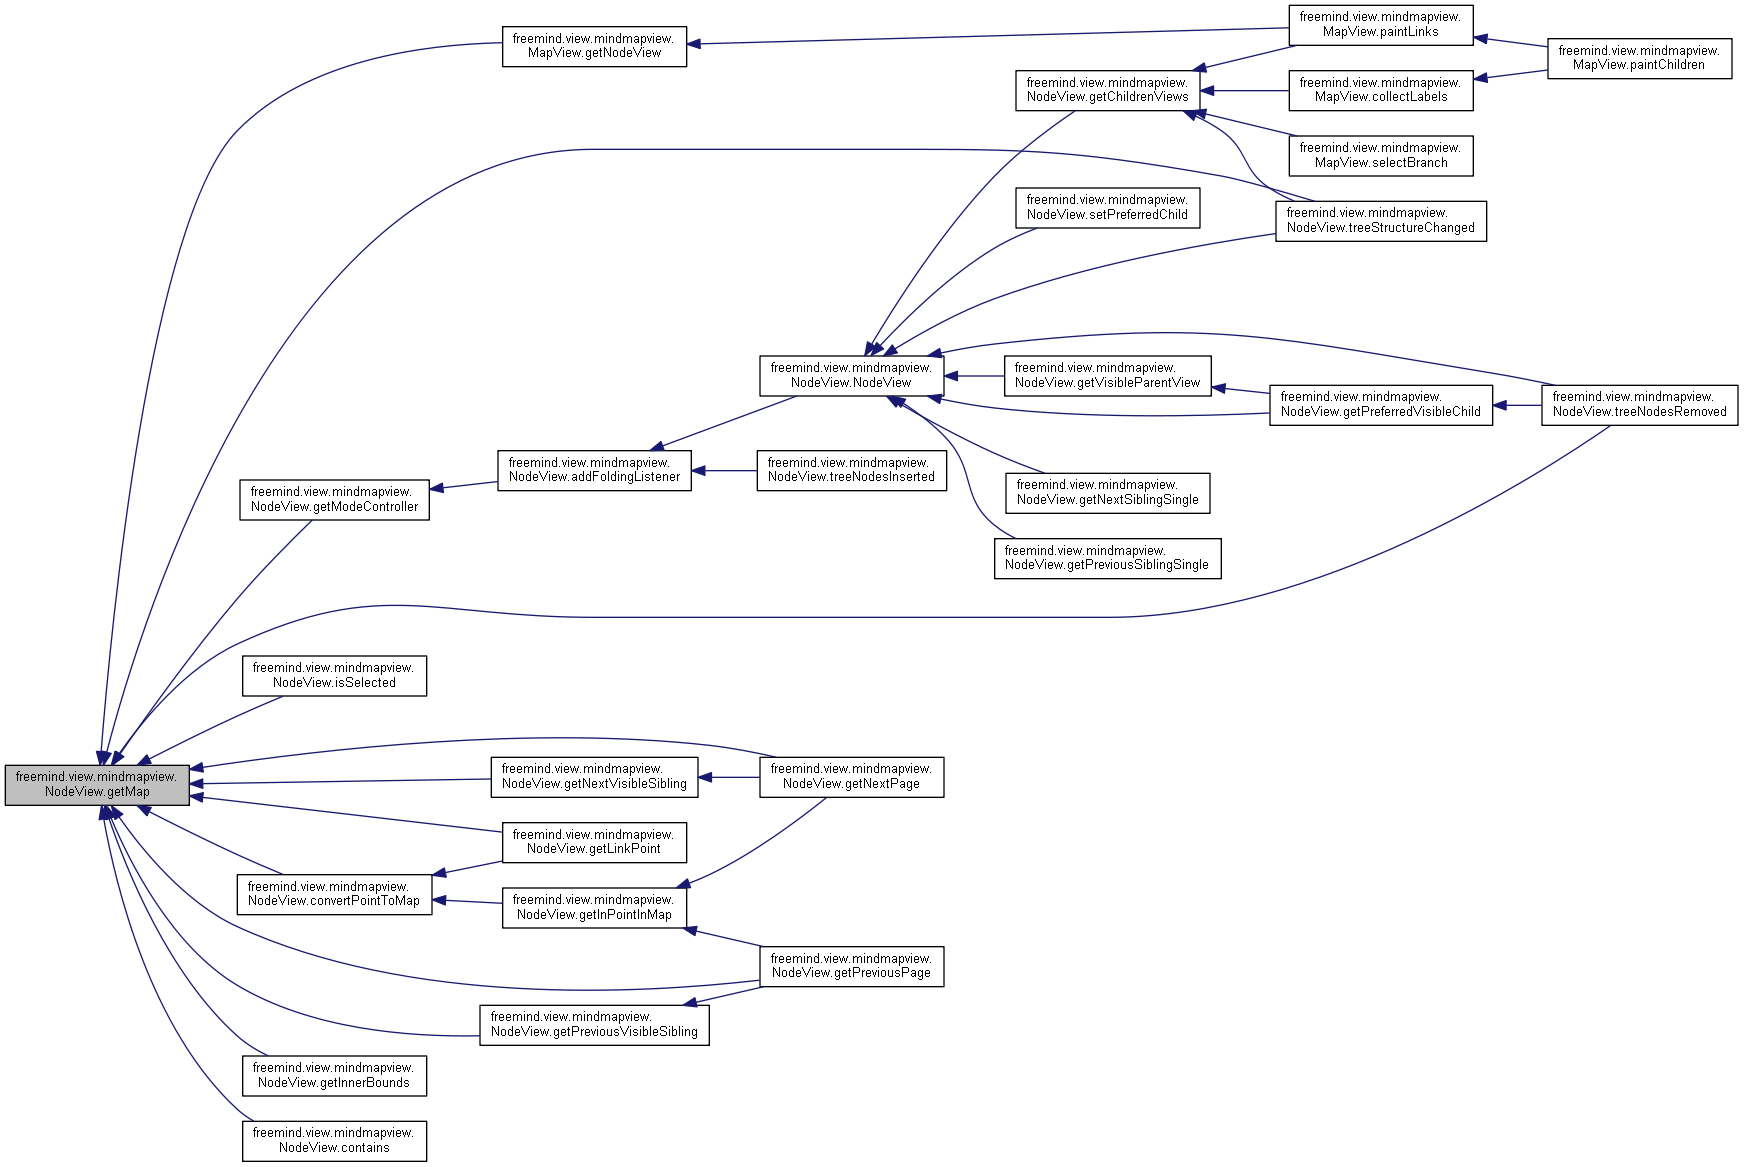 freemind.view.mindmapview.
MapView.paintLinks
freemind.view.mindmapview.
MapView.getNodeView
freemind.view.mindmapview.
MapView.paintChildren
freemind.view.mindmapview.
NodeView.getChildrenViews
freemind.view.mindmapview.
MapView.collectLabels
freemind.view.mindmapview.
MapView.selectBranch
freemind.view.mindmapview.
NodeView.setPreferredChild
freemind.view.mindmapview.
NodeView.treeStructureChanged
freemind.view.mindmapview.
NodeView.NodeView
freemind.view.mindmapview.
NodeView.getVisibleParentView
freemind.view.mindmapview.
NodeView.getPreferredVisibleChild
freemind.view.mindmapview.
NodeView.treeNodesRemoved
freemind.view.mindmapview.
NodeView.addFoldingListener
freemind.view.mindmapview.
NodeView.treeNodesInserted
freemind.view.mindmapview.
NodeView.getModeController
freemind.view.mindmapview.
NodeView.getNextSiblingSingle
freemind.view.mindmapview.
NodeView.getPreviousSiblingSingle
freemind.view.mindmapview.
NodeView.isSelected
freemind.view.mindmapview.
NodeView.getMap
freemind.view.mindmapview.
NodeView.getNextVisibleSibling
freemind.view.mindmapview.
NodeView.getNextPage
freemind.view.mindmapview.
NodeView.getLinkPoint
freemind.view.mindmapview.
NodeView.convertPointToMap
freemind.view.mindmapview.
NodeView.getInPointInMap
freemind.view.mindmapview.
NodeView.getPreviousPage
freemind.view.mindmapview.
NodeView.getPreviousVisibleSibling
freemind.view.mindmapview.
NodeView.getInnerBounds
freemind.view.mindmapview.
NodeView.contains